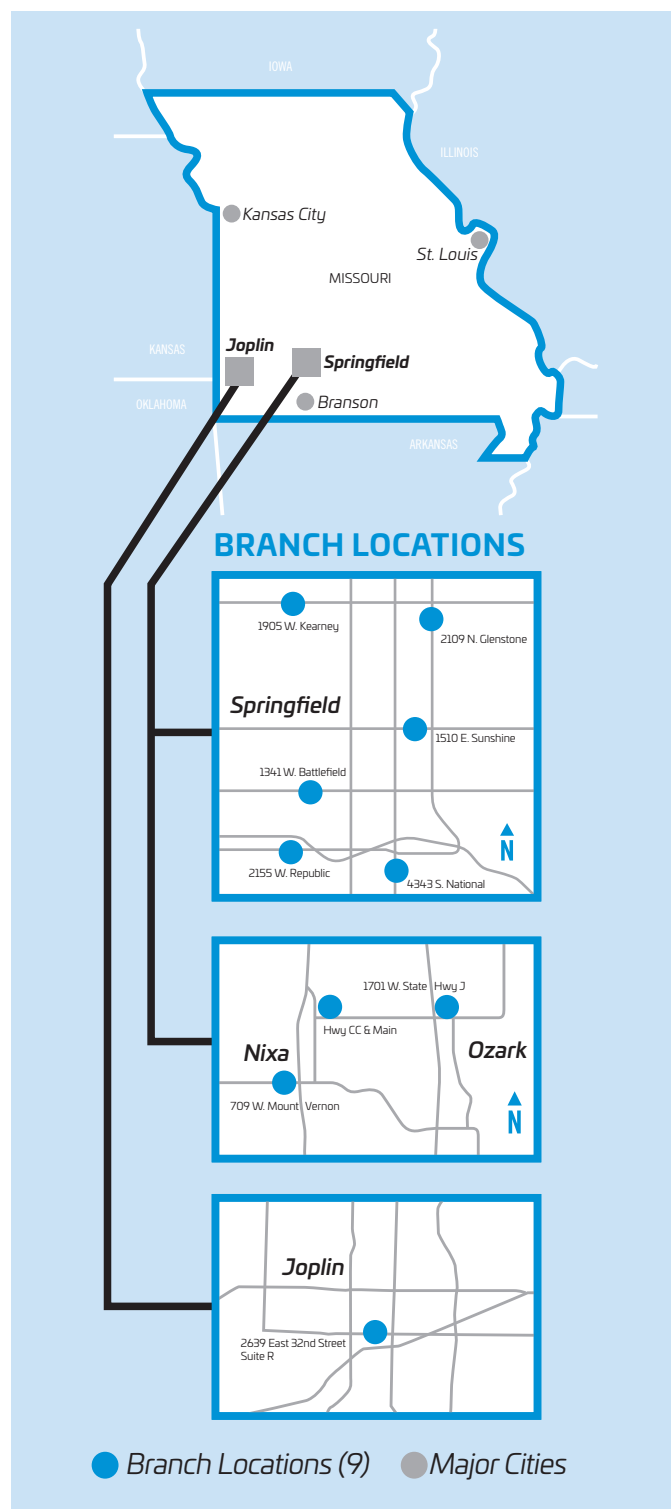 IOWA
ILLINOIS
Kansas City
St. Louis
MISSOURI
KANSAS
Joplin
Springfield
OKLAHOMA
Branson
ARKANSAS
BRANCH LOCATIONS
1905 W. Kearney
2109 N. Glenstone
Springfield
1510 E. Sunshine
1341 W. Battlefield
N
2155 W. Republic
4343 S. National
1701 W. State Hwy J
Hwy CC & Main
Nixa
Ozark
709 W. Mount Vernon
N
Joplin
2639 East 32nd Street
Suite R
Branch Locations (9)
Major Cities